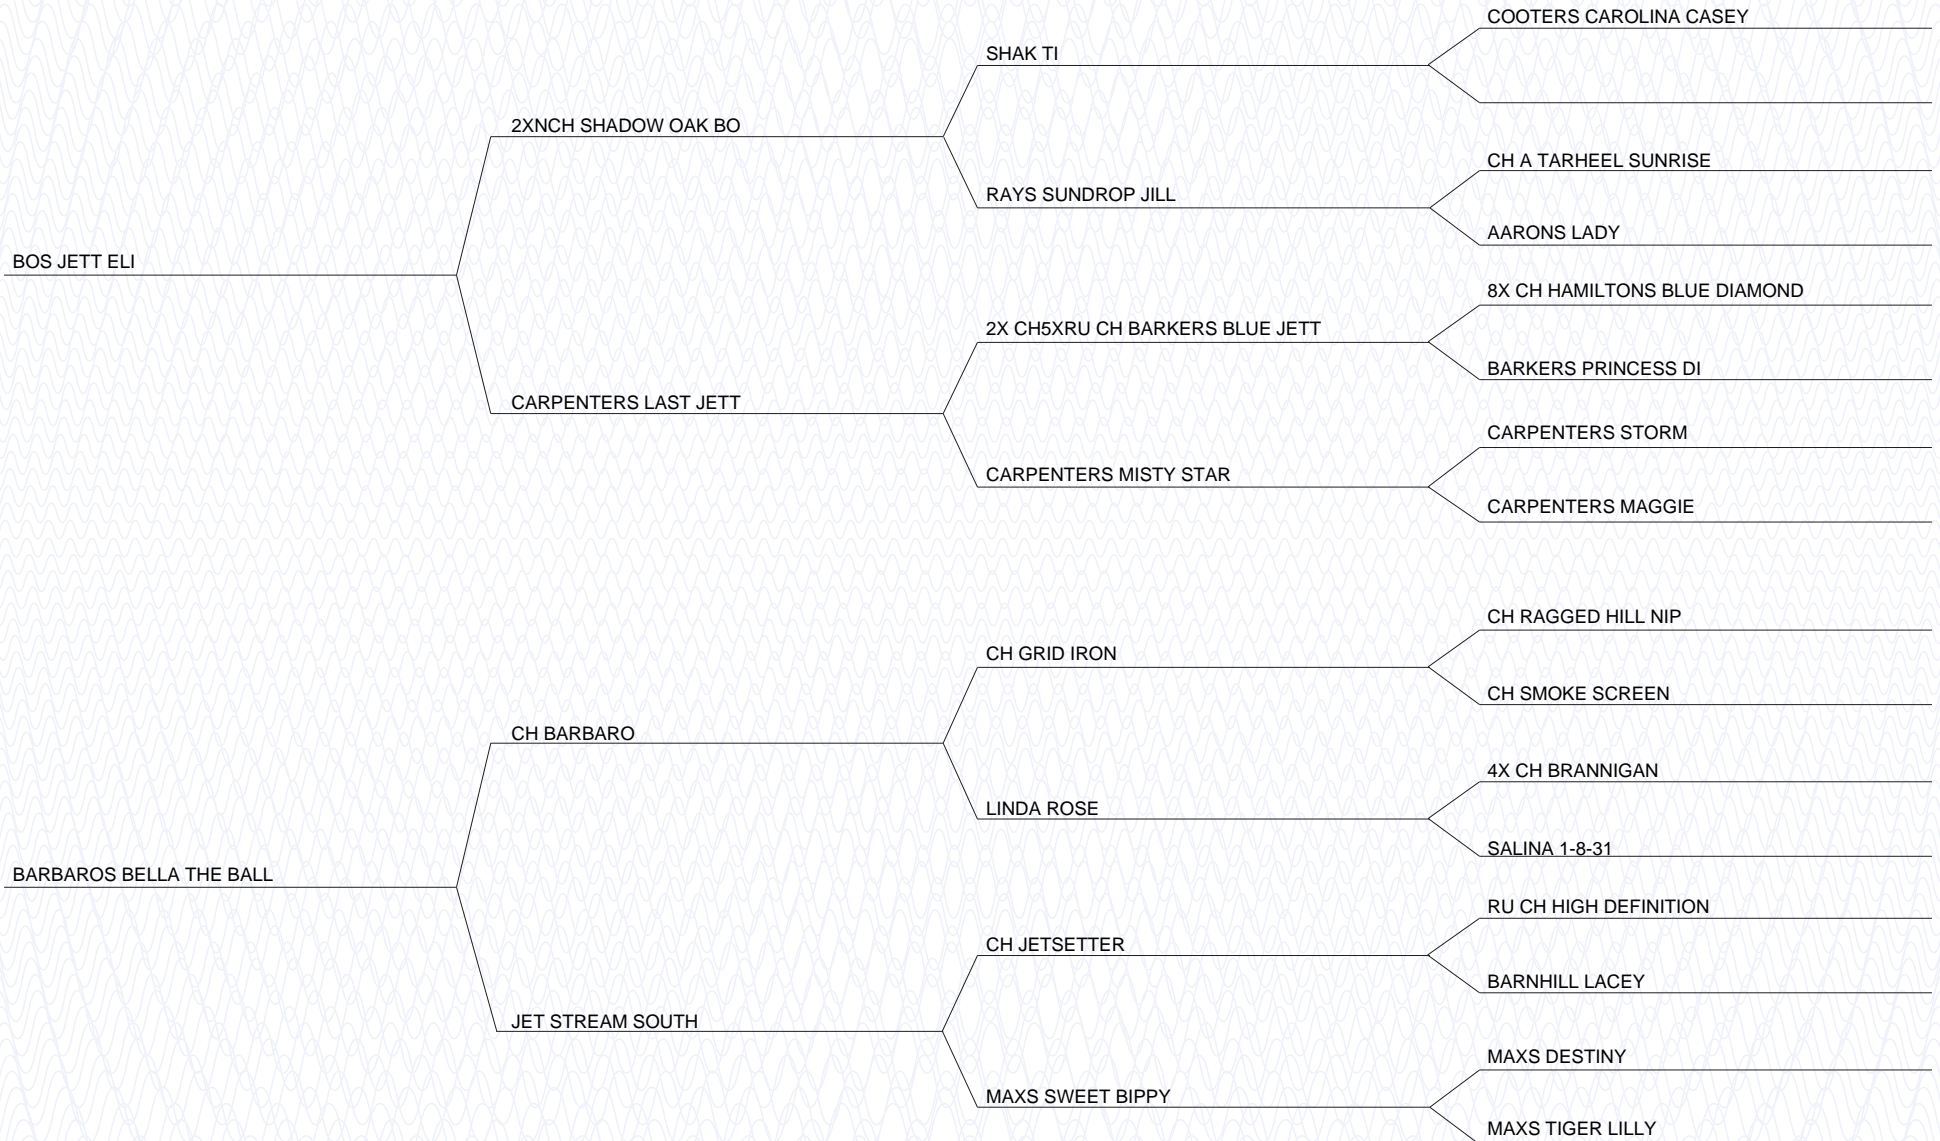 COOTERS CAROLINA CASEY
SHAK TI
2XNCH SHADOW OAK BO
CH A TARHEEL SUNRISE
RAYS SUNDROP JILL
AARONS LADY
BOS JETT ELI
8X CH HAMILTONS BLUE DIAMOND
2X CH5XRU CH BARKERS BLUE JETT
BARKERS PRINCESS DI
CARPENTERS LAST JETT
CARPENTERS STORM
CARPENTERS MISTY STAR
CARPENTERS MAGGIE
CH RAGGED HILL NIP
CH GRID IRON
CH SMOKE SCREEN
CH BARBARO
4X CH BRANNIGAN
LINDA ROSE
SALINA 1-8-31
BARBAROS BELLA THE BALL
RU CH HIGH DEFINITION
CH JETSETTER
BARNHILL LACEY
JET STREAM SOUTH
MAXS DESTINY
MAXS SWEET BIPPY
MAXS TIGER LILLY